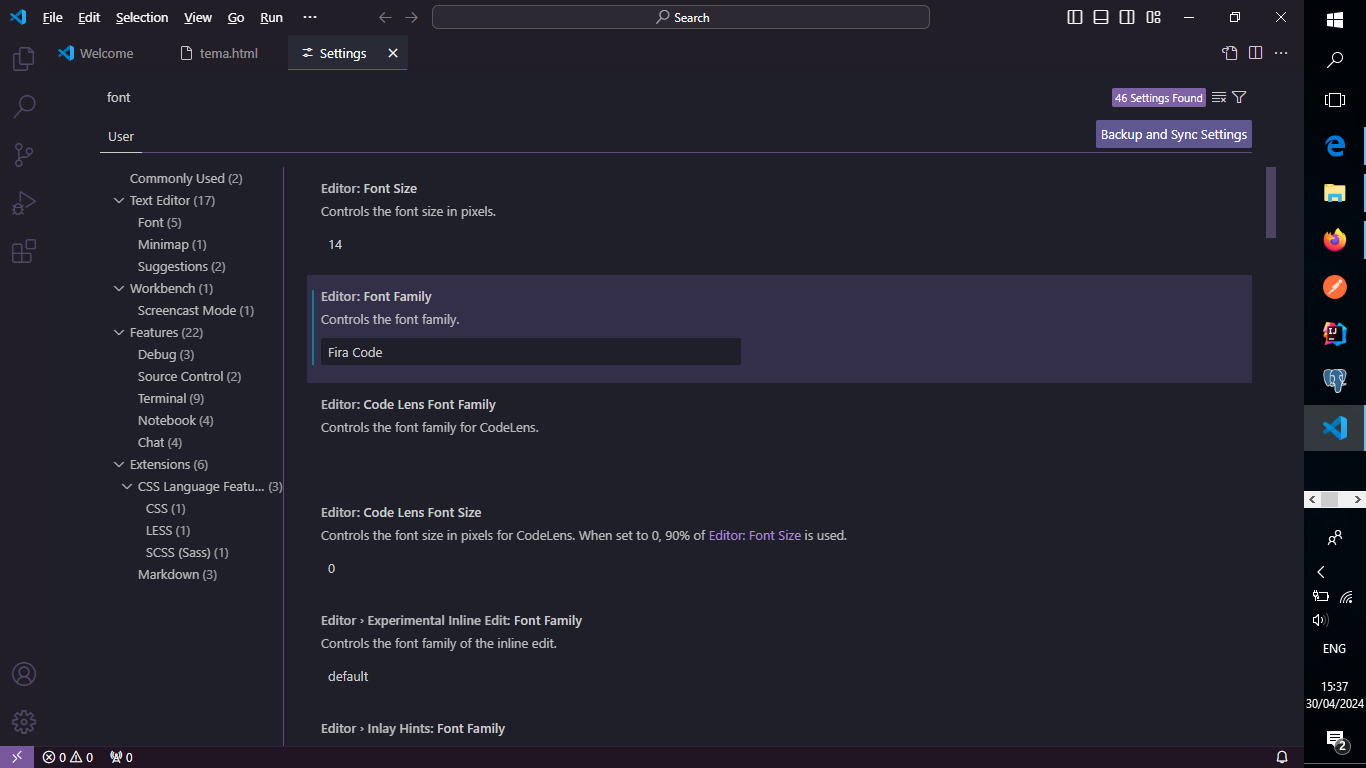 File Edit Selection View Go Run ···
Search
Welcome tema.html Settings
font
46 Settings Found
User
Backup and Sync Settings
Commonly Used (2)
Text Editor (17)
Font (5)
Minimap (1)
Suggestions (2)
Workbench (1)
Screencast Mode (1)
Features (22)
Debug (3)
Source Control (2)
Terminal (9)
Notebook (4)
Chat (4)
Extensions (6)
CSS Language Featu... (3)
CSS (1)
LESS (1)
SCSS (Sass) (1)
Markdown (3)
Editor: Font Size
Controls the font size in pixels.
14
Editor: Font Family
Controls the font family.
Fira Code
Editor: Code Lens Font Family
Controls the font family for CodeLens.
Editor: Code Lens Font Size
Controls the font size in pixels for CodeLens. When set to 0, 90% of Editor: Font Size is used.
0
Editor › Experimental Inline Edit: Font Family
Controls the font family of the inline edit.
default
Editor › Inlay Hints: Font Family
0 0 0
ENG
15:37
30/04/2024
2